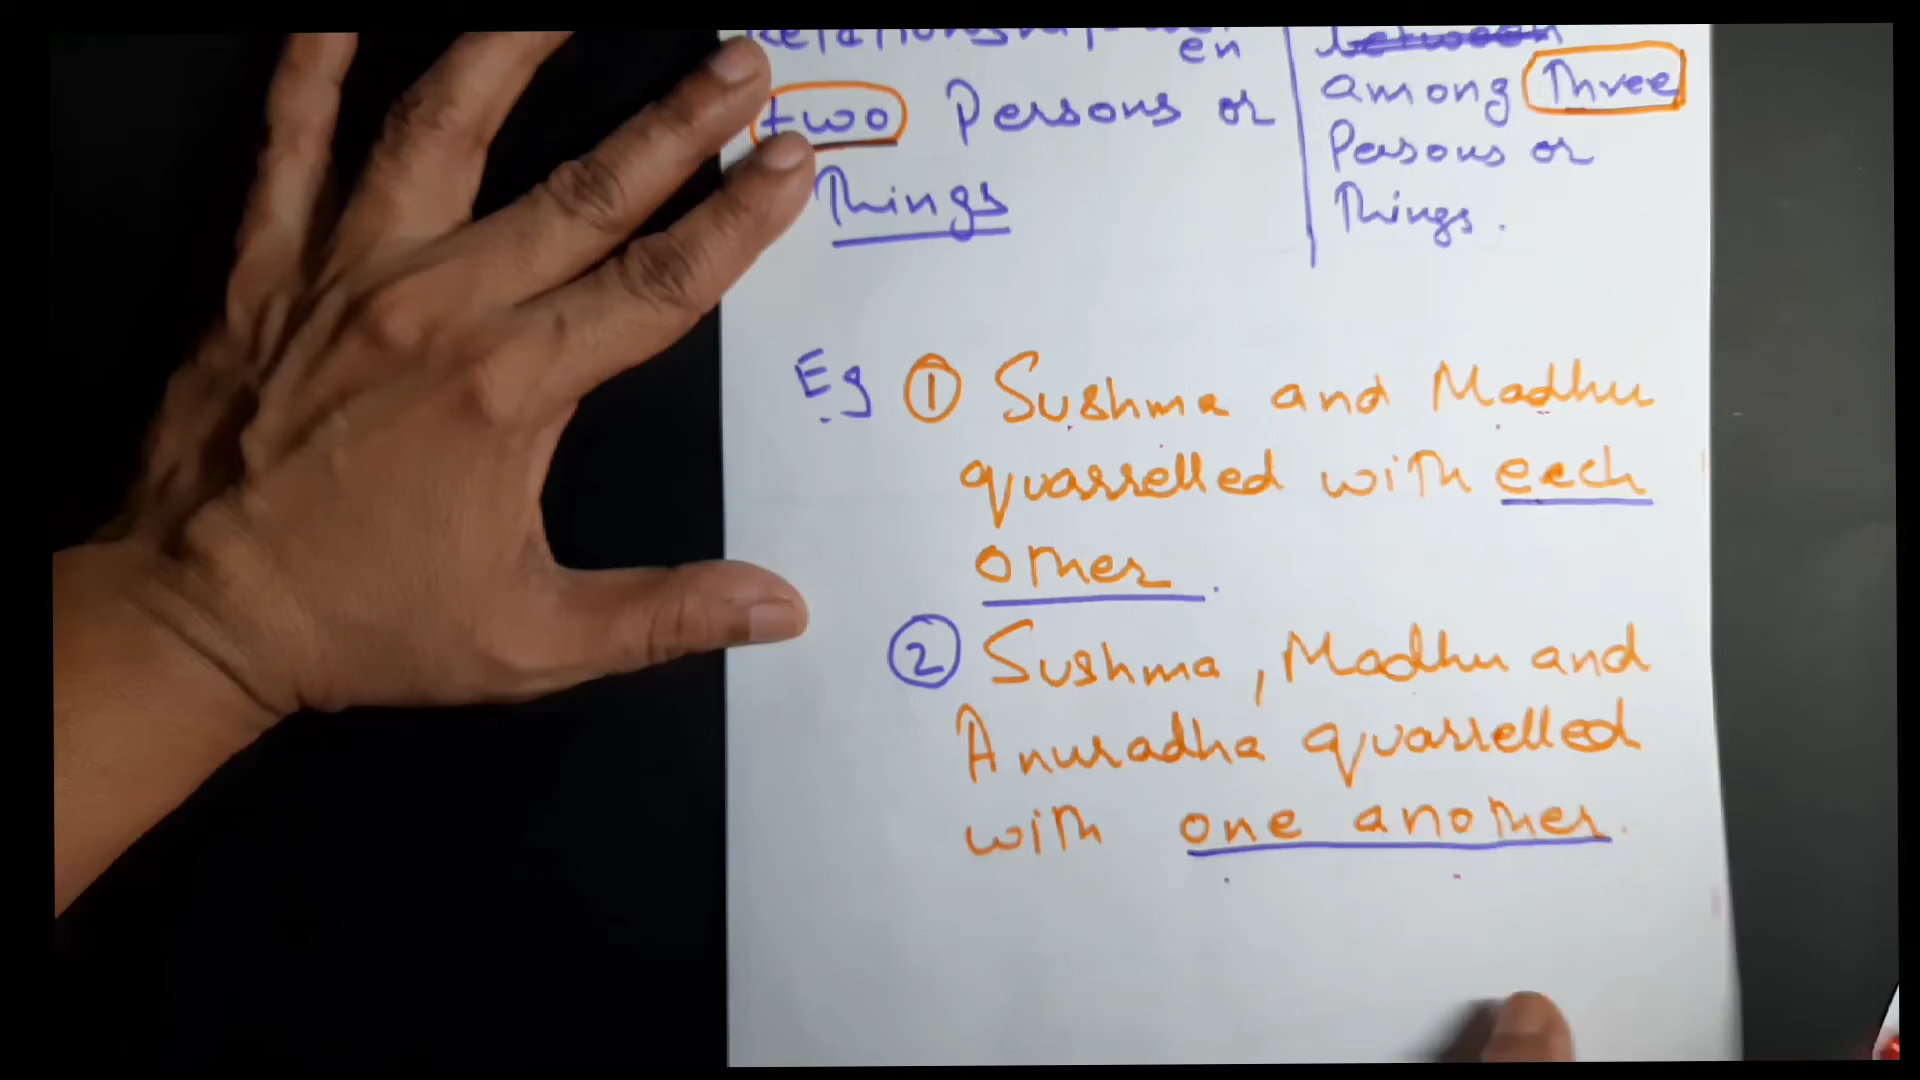 en
two Persons or
Things
among Three
Persons or
Things.
Eg ① Sushma and Madhu
quarrelled with each
other.
② Sushma, Madhu and
Anuradha quarrelled
with one another.